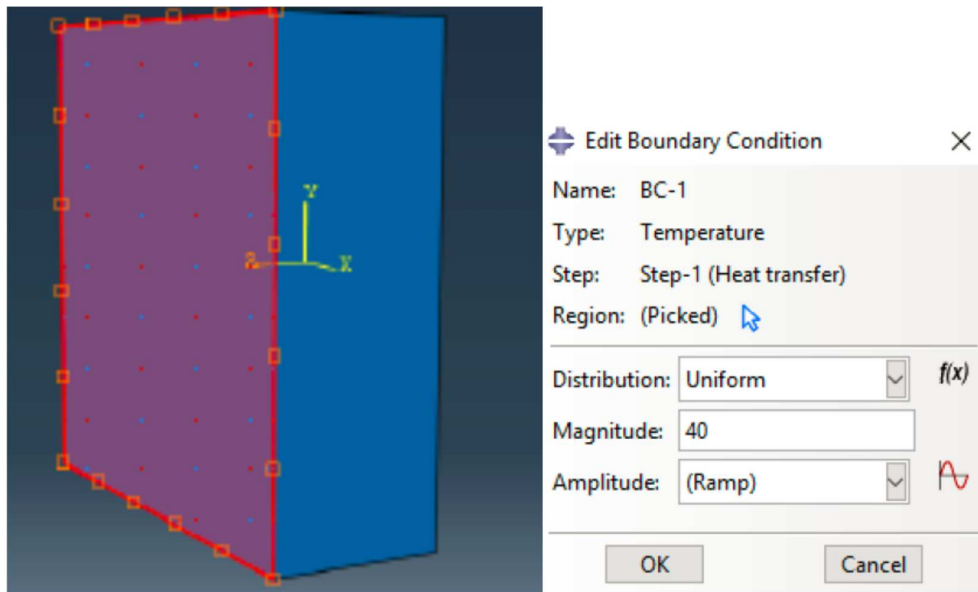 Y
Z
X
Edit Boundary Condition
Name: BC-1
Type: Temperature
Step: Step-1 (Heat transfer)
Region: (Picked)
Distribution: Uniform f(x)
Magnitude: 40
Amplitude: (Ramp)
OK Cancel